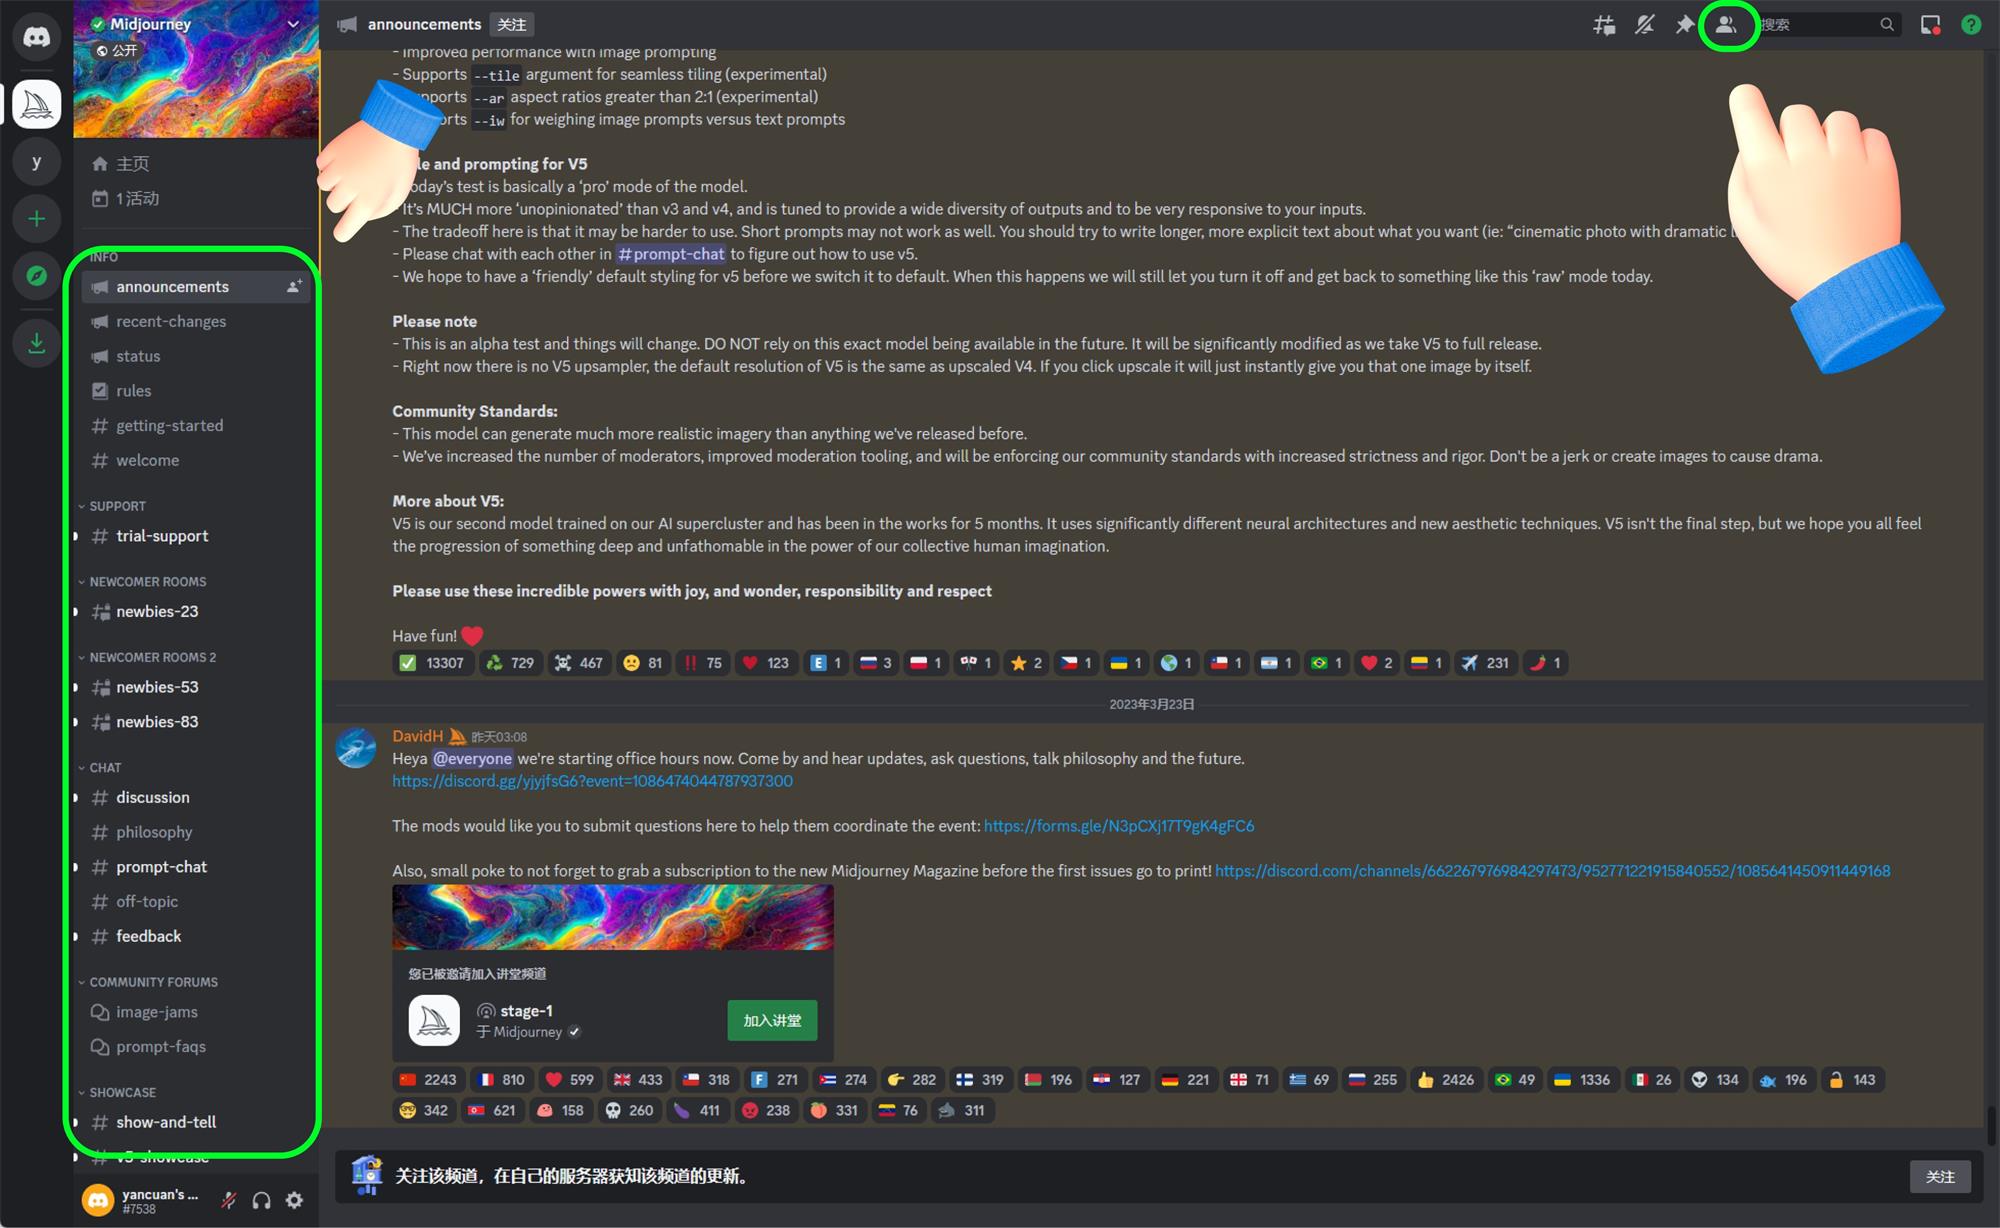 Midjourney
公开
主页
1 活动
INFO
announcements
recent-changes
status
rules
getting-started
welcome
SUPPORT
trial-support
NEWCOMER ROOMS
newbies-23
NEWCOMER ROOMS 2
newbies-53
newbies-83
CHAT
discussion
philosophy
prompt-chat
off-topic
feedback
COMMUNITY FORUMS
image-jams
prompt-faqs
SHOWCASE
show-and-tell
v5-showcase
yancuan's ...
#7538
y
announcements 关注
搜索
- Improved performance with image prompting
- Supports --tile argument for seamless tiling (experimental)
--ar aspect ratios greater than 2:1 (experimental)
--iw for weighing image prompts versus text prompts
and prompting for V5
today's test is basically a ‘pro’ mode of the model.
- It's MUCH more ‘unopinionated’ than v3 and v4, and is tuned to provide a wide diversity of outputs and to be very responsive to your inputs.
- The tradeoff here is that it may be harder to use. Short prompts may not work as well. You should try to write longer, more explicit text about what you want (ie: “cinematic photo with dramatic
- Please chat with each other in #prompt-chat to figure out how to use v5.
- We hope to have a ‘friendly’ default styling for v5 before we switch it to default. When this happens we will still let you turn it off and get back to something like this ‘raw’ mode today.
Please note
- This is an alpha test and things will change. DO NOT rely on this exact model being available in the future. It will be significantly modified as we take V5 to full release.
- Right now there is no V5 upsampler, the default resolution of V5 is the same as upscaled V4. If you click upscale it will just instantly give you that one image by itself.
Community Standards:
- This model can generate much more realistic imagery than anything we've released before.
- We've increased the number of moderators, improved moderation tooling, and will be enforcing our community standards with increased strictness and rigor. Don't be a jerk or create images to cause drama.
More about V5:
V5 is our second model trained on our AI supercluster and has been in the works for 5 months. It uses significantly different neural architectures and new aesthetic techniques. V5 isn't the final step, but we hope you all feel
the progression of something deep and unfathomable in the power of our collective human imagination.
Please use these incredible powers with joy, and wonder, responsibility and respect
Have fun!
13307 729 467 81 75 123 E 1 3 1 1 2 1 1 1 1 1 1 2 1 231 1
2023年3月23日
DavidH 昨天03:08
Heya @everyone we're starting office hours now. Come by and hear updates, ask questions, talk philosophy and the future.
https://discord.gg/yjyjfsG6?event=1086474044787937300
The mods would like you to submit questions here to help them coordinate the event: https://forms.gle/N3pCXj17T9gK4gFC6
Also, small poke to not forget to grab a subscription to the new Midjourney Magazine before the first issues go to print! https://discord.com/channels/662267976984297473/952771221915840552/1085641450911449168
您已被邀请加入讲堂频道
stage-1
于 Midjourney
加入讲堂
2243 810 599 433 318 F 271 274 282 319 196 127 221 71 69 255 2426 49 1336 26 134 196 143
342 621 158 260 411 238 331 76 311
关注该频道，在自己的服务器获知该频道的更新。
关注